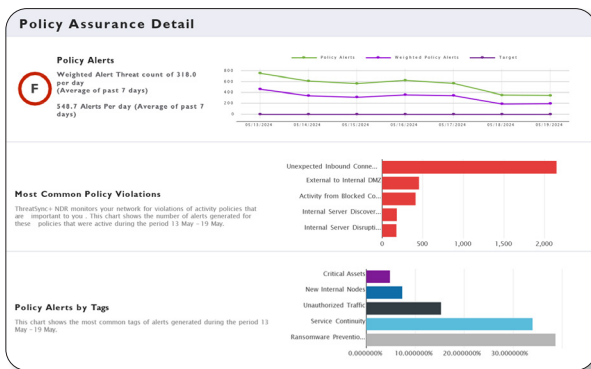 Policy Assurance Detail
Policy Alerts
F
Weighted Alert Threat count of 318.0
per day
(Average of past 7 days)
548.7 Alerts Per day (Average of past 7
days)
Policy Alerts Weighted Policy Alerts Target
800
600
400
200
0
05/13/2024 05/14/2024 05/15/2024 05/16/2024 05/17/2024 05/18/2024 05/19/2024
Most Common Policy Violations
ThreatSync+ NDR monitors your network for violations of activity policies that
are important to you . This chart shows the number of alerts generated for
these policies that were active during the period 13 May - 19 May.
Unexpected Inbound Conne...
External to Internal DMZ
Activity from Blocked Co...
Internal Server Discover...
Internal Server Disrupti...
0 500 1,000 1,500 2,000
Policy Alerts by Tags
This chart shows the most common tags of alerts generated during the period 13
May - 19 May.
Critical Assets
New Internal Nodes
Unauthorized Traffic
Service Continuity
Ransomware Preventio...
0.000000% 10.000000% 20.000000% 30.000000%